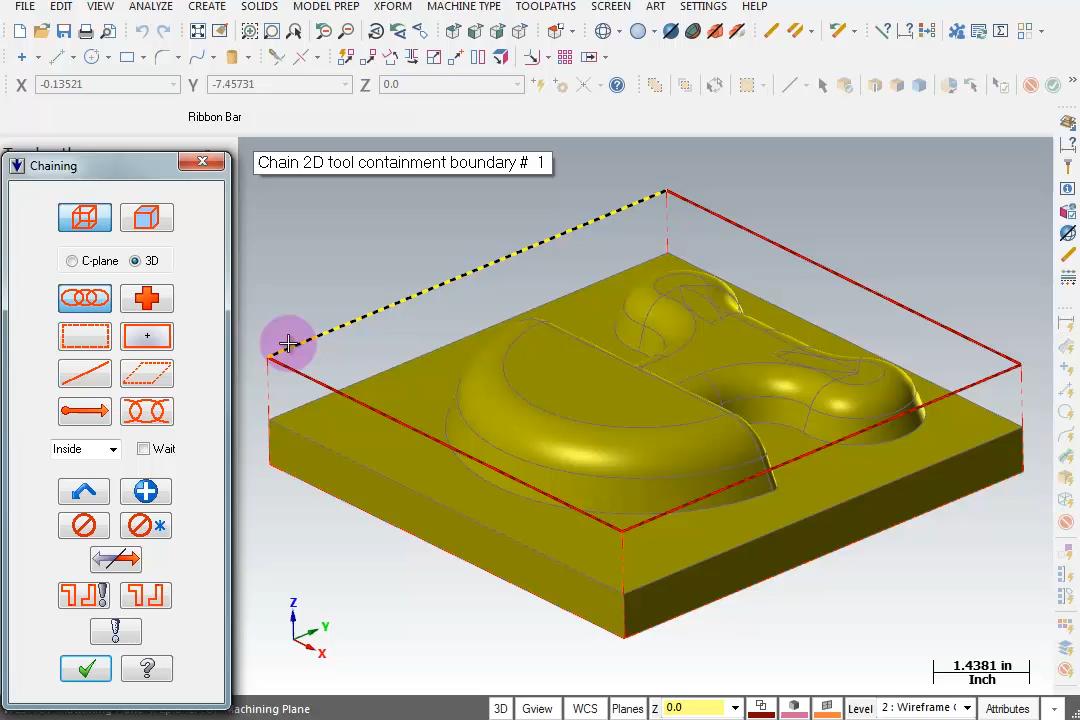 FILE EDIT VIEW ANALYZE CREATE SOLIDS MODEL PREP XFORM MACHINE TYPE TOOLPATHS SCREEN ART SETTINGS HELP
X -0.13521 Y -7.45731 Z 0.0
Ribbon Bar
Chaining
Chain 2D tool containment boundary # 1
C-plane 3D
Inside Wait
Z
Y
X
1.4381 in
Inch
Machining Plane
3D Gview WCS Planes Z 0.0 Level 2 : Wireframe Attributes